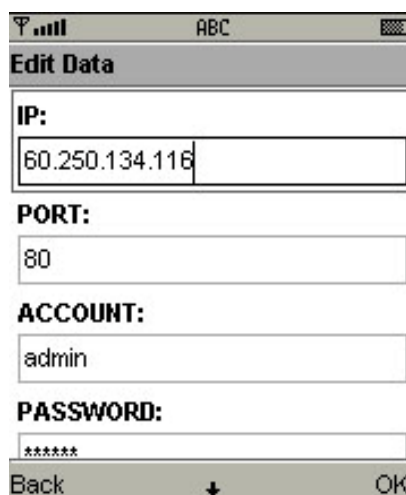 ABC
Edit Data
IP:
60.250.134.116
PORT:
80
ACCOUNT:
admin
PASSWORD:
******
Back
OK